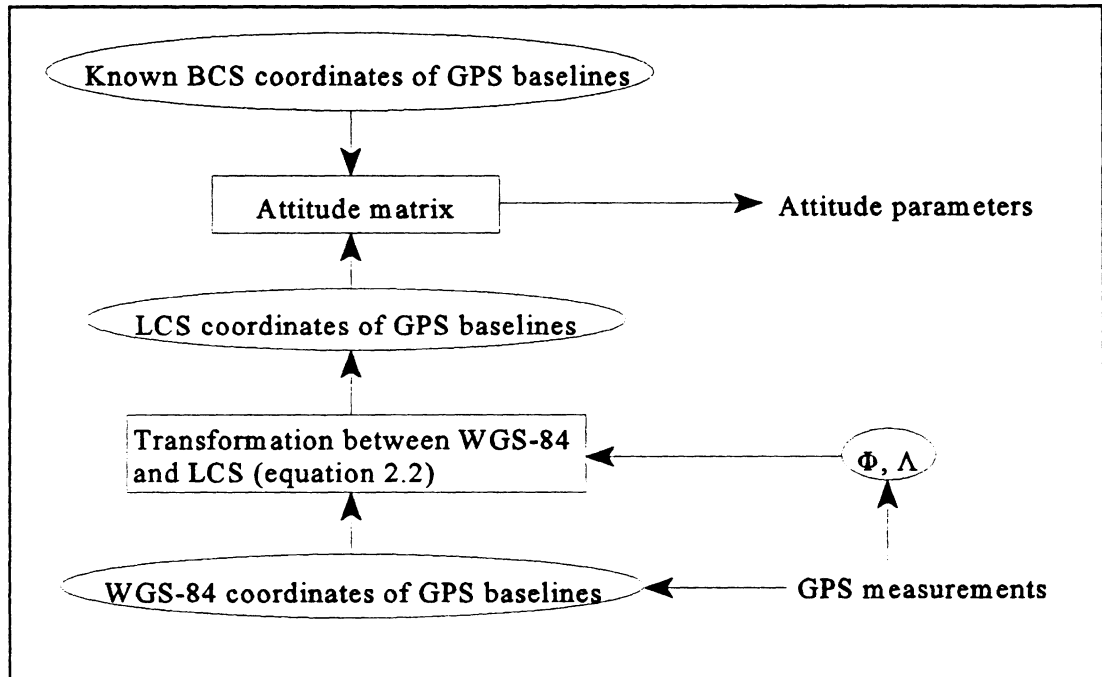 Known BCS coordinates of GPS baselines
Attitude matrix
Attitude parameters
LCS coordinates of GPS baselines
Transformation between WGS-84
and LCS (equation 2.2)
Φ, Λ
WGS-84 coordinates of GPS baselines
GPS measurements